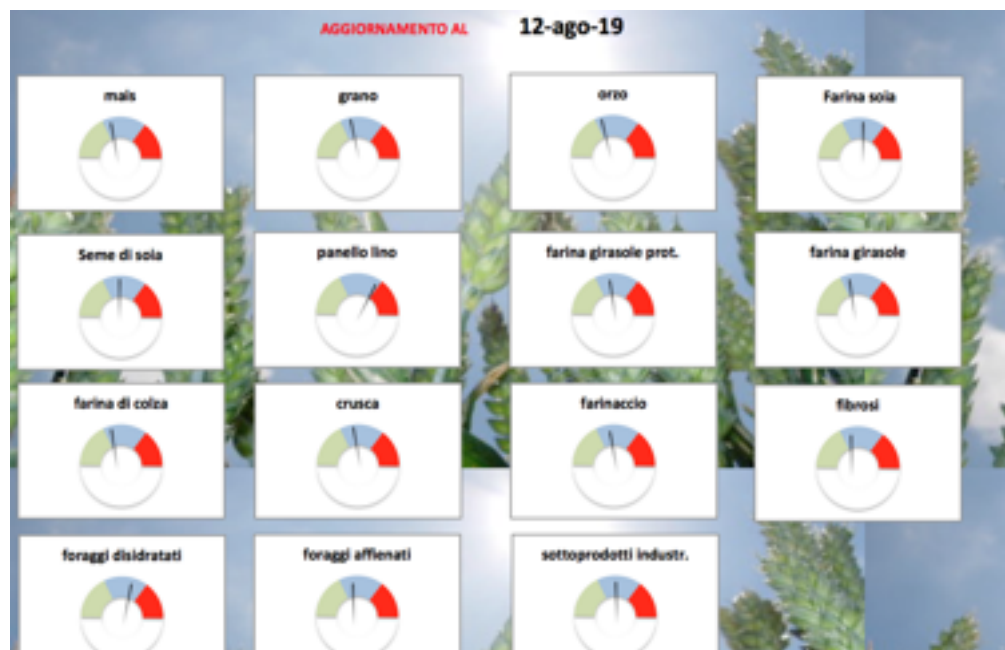 AGGIORNAMENTO AL 12-ago-19
mais grano orzo Farina soia
Seme di soia panello lino farina girasole prot. farina girasole
farina di colza crusca farinaccio fibrosi
foraggi disidratati foraggi affienati sottoprodotti industr.